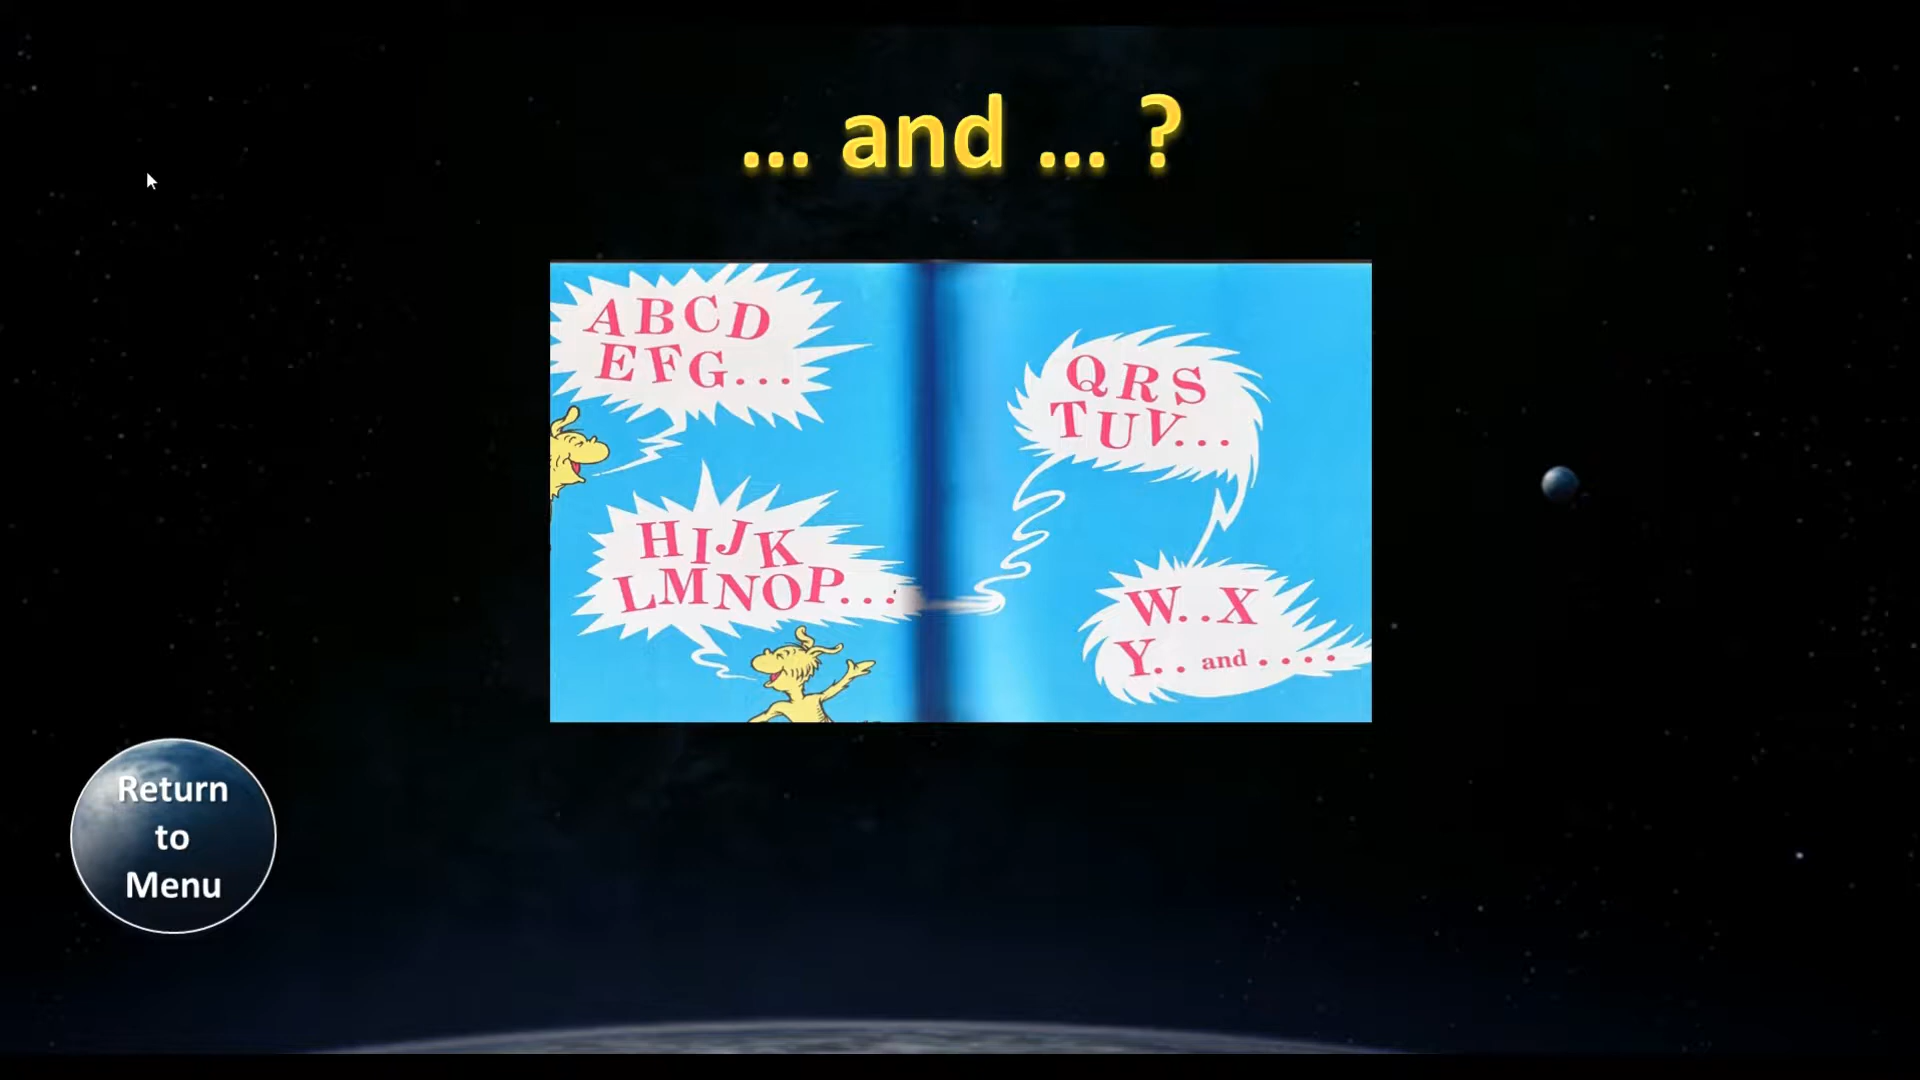 ... and ... ?
A B C D
E F G...
H I J K
L M N O P...
Q R S
T U V...
W..X
Y.. and ....
Return
to
Menu